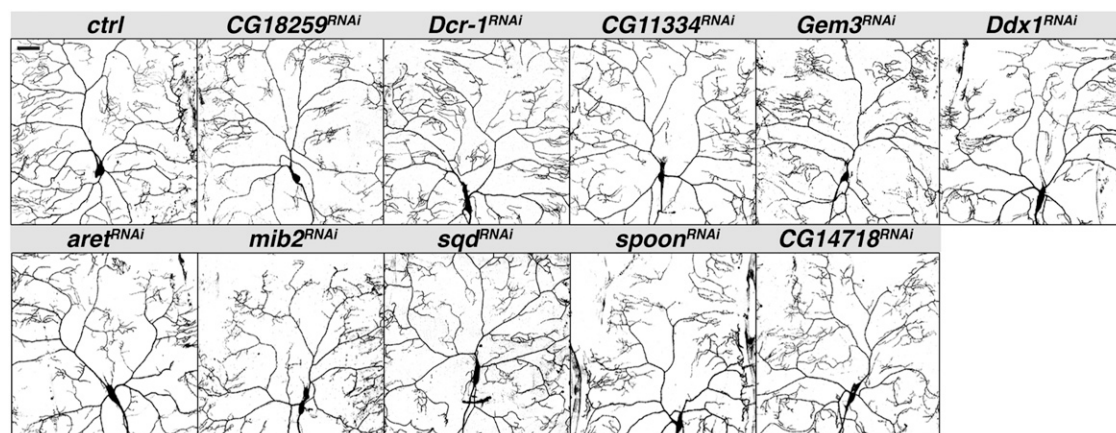 ctrl CG18259RNAi Dcr-1RNAi CG11334RNAi Gem3RNAi Ddx1RNAi
aretRNAi mib2RNAi sqdRNAi spoonRNAi CG14718RNAi